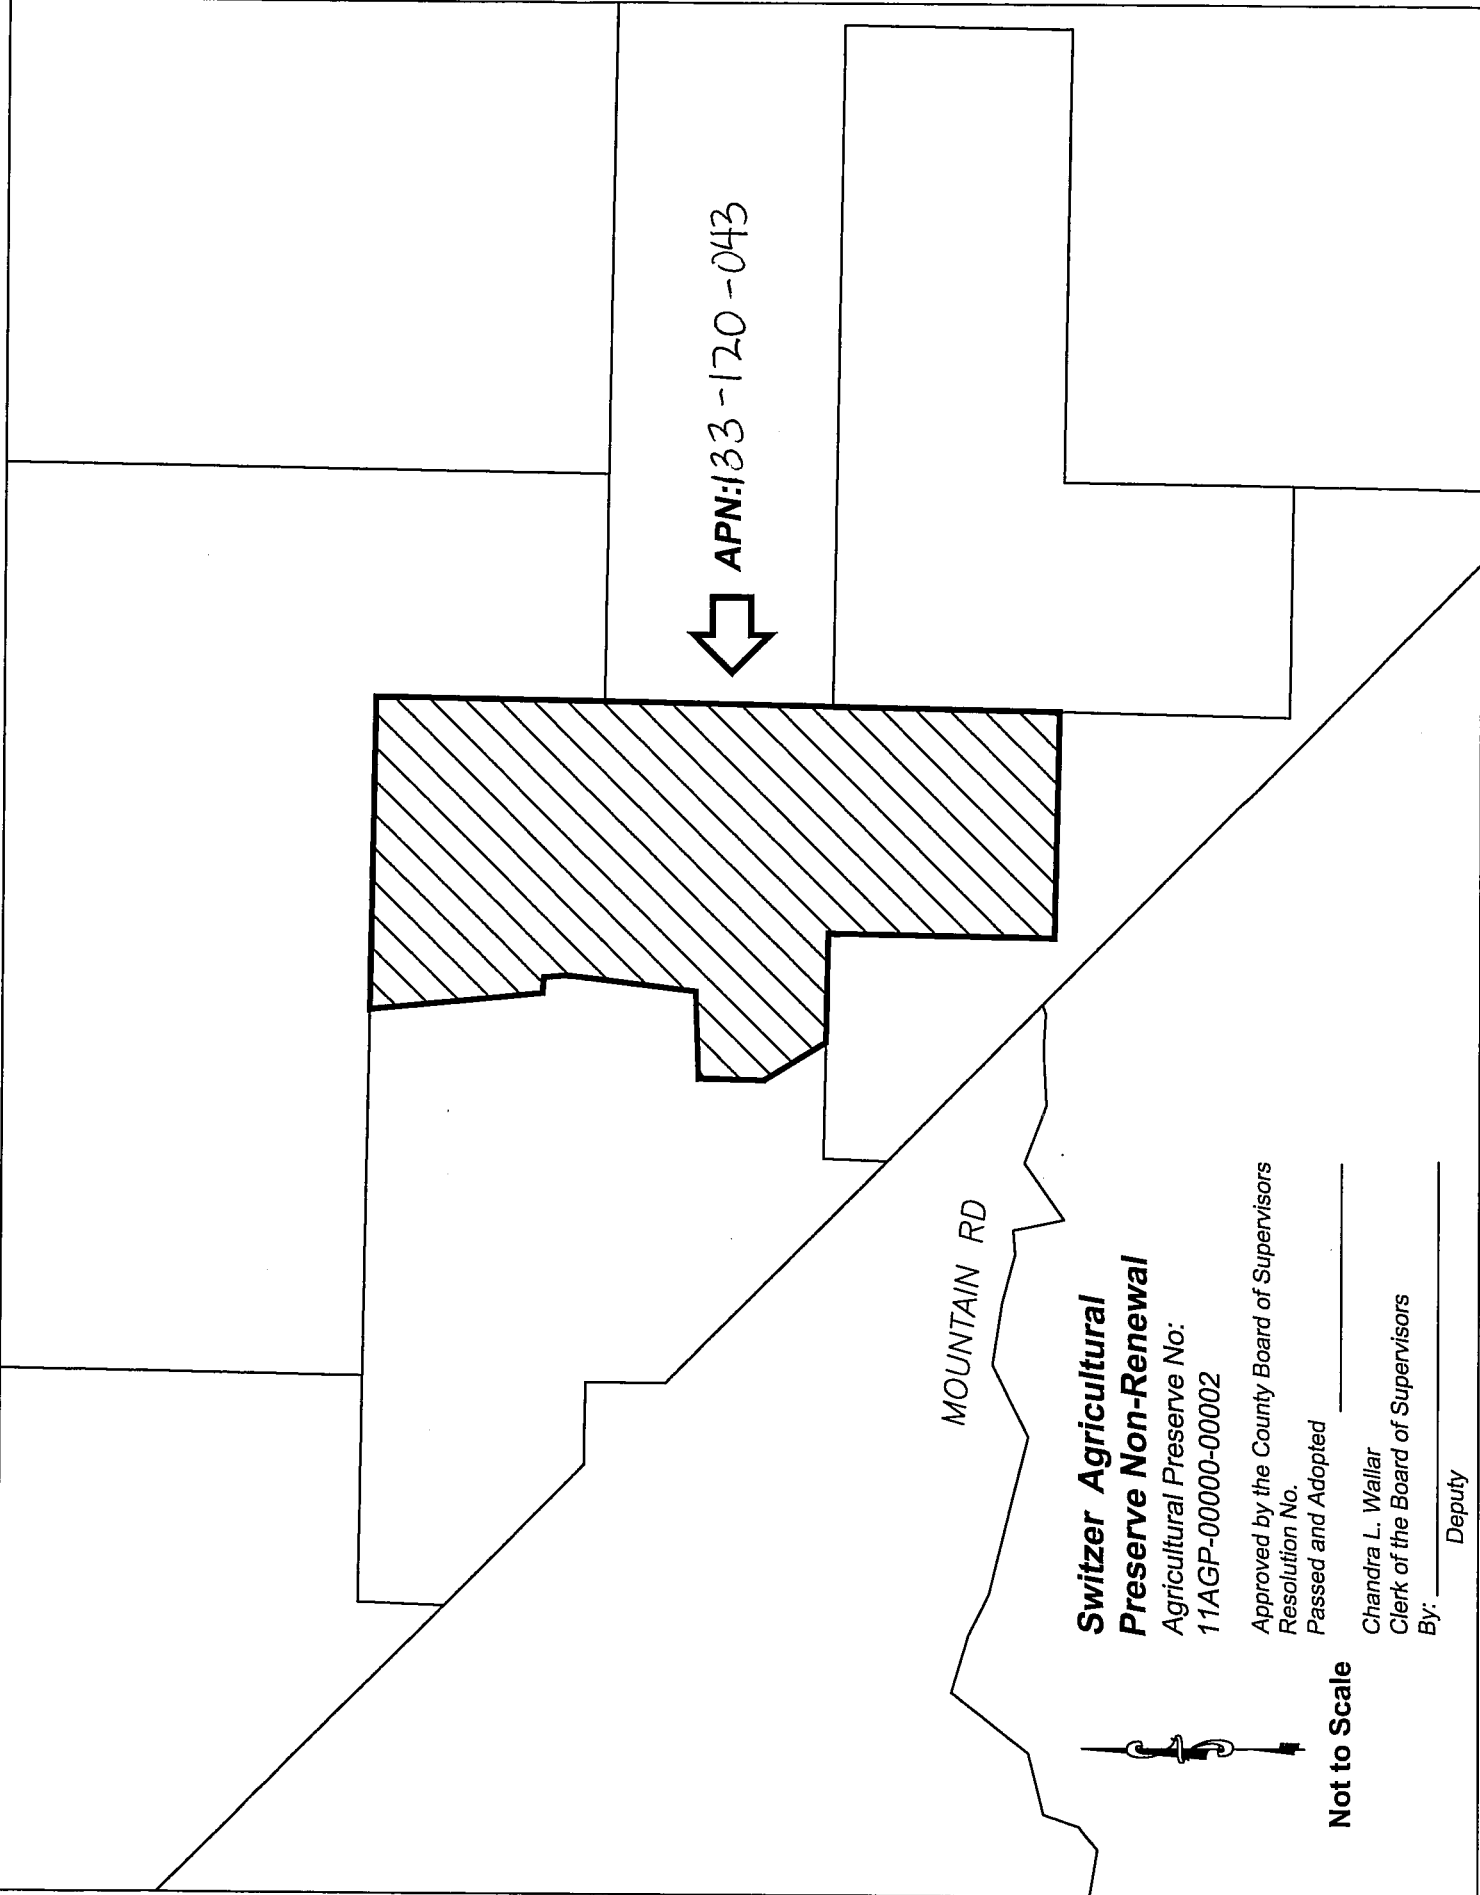 APN:133-120-043
MOUNTAIN RD
Switzer Agricultural
Preserve Non-Renewal
Agricultural Preserve No:
11AGP-00000-00002
Approved by the County Board of Supervisors
Resolution No.
Passed and Adopted
Chandra L. Wallar
Clerk of the Board of Supervisors
By:
Deputy
Not to Scale